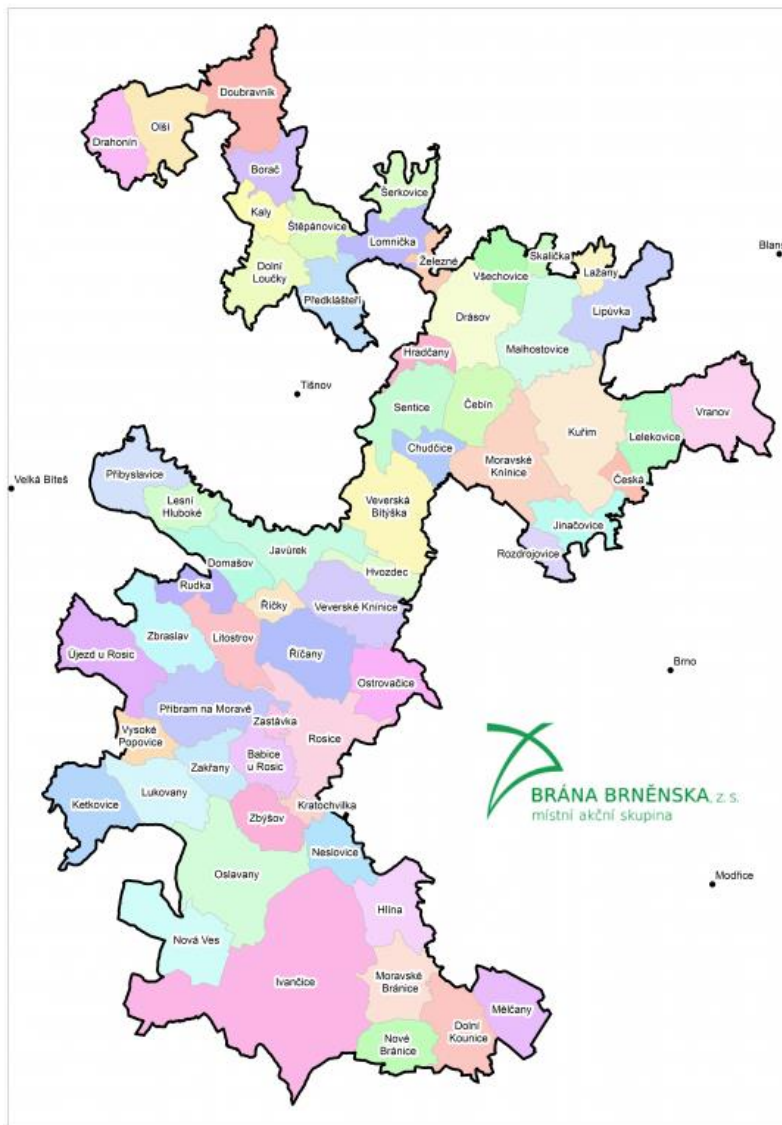 Doubravník
Olší
Drahonín
Borač
Šerkovice
Kaly
Štěpánovice
Lomnička
Skalička
Blans
Železné
Dolní
Loučky
Všechovice
Lažany
Předklášteří
Lipůvka
Drásov
Hradčany
Malhostovice
Tišnov
Sentice
Čebín
Vranov
Kuřim
Lelekovice
Chudčice
Moravské
Knínice
Velká Bíteš
Přibyslavice
Česká
Lesní
Hluboké
Veverská
Bítýška
Jinačovice
Javůrek
Rozdrojovice
Domašov
Hvozdec
Rudka
Říčky
Veverské Knínice
Zbraslav
Litostrov
Újezd u Rosic
Říčany
Brno
Ostrovačice
Příbram na Moravě
Zastávka
Vysoké
Popovice
Rosice
Zakřany
Babice
u Rosic
Ketkovice
Lukovany
Kratochvilka
Zbýšov
BRÁNA BRNĚNSKA, z. s.
místní akční skupina
Neslovice
Oslavany
Modřice
Hlína
Nová Ves
Ivančice
Moravské
Bránice
Mělčany
Dolní
Kounice
Nové
Bránice